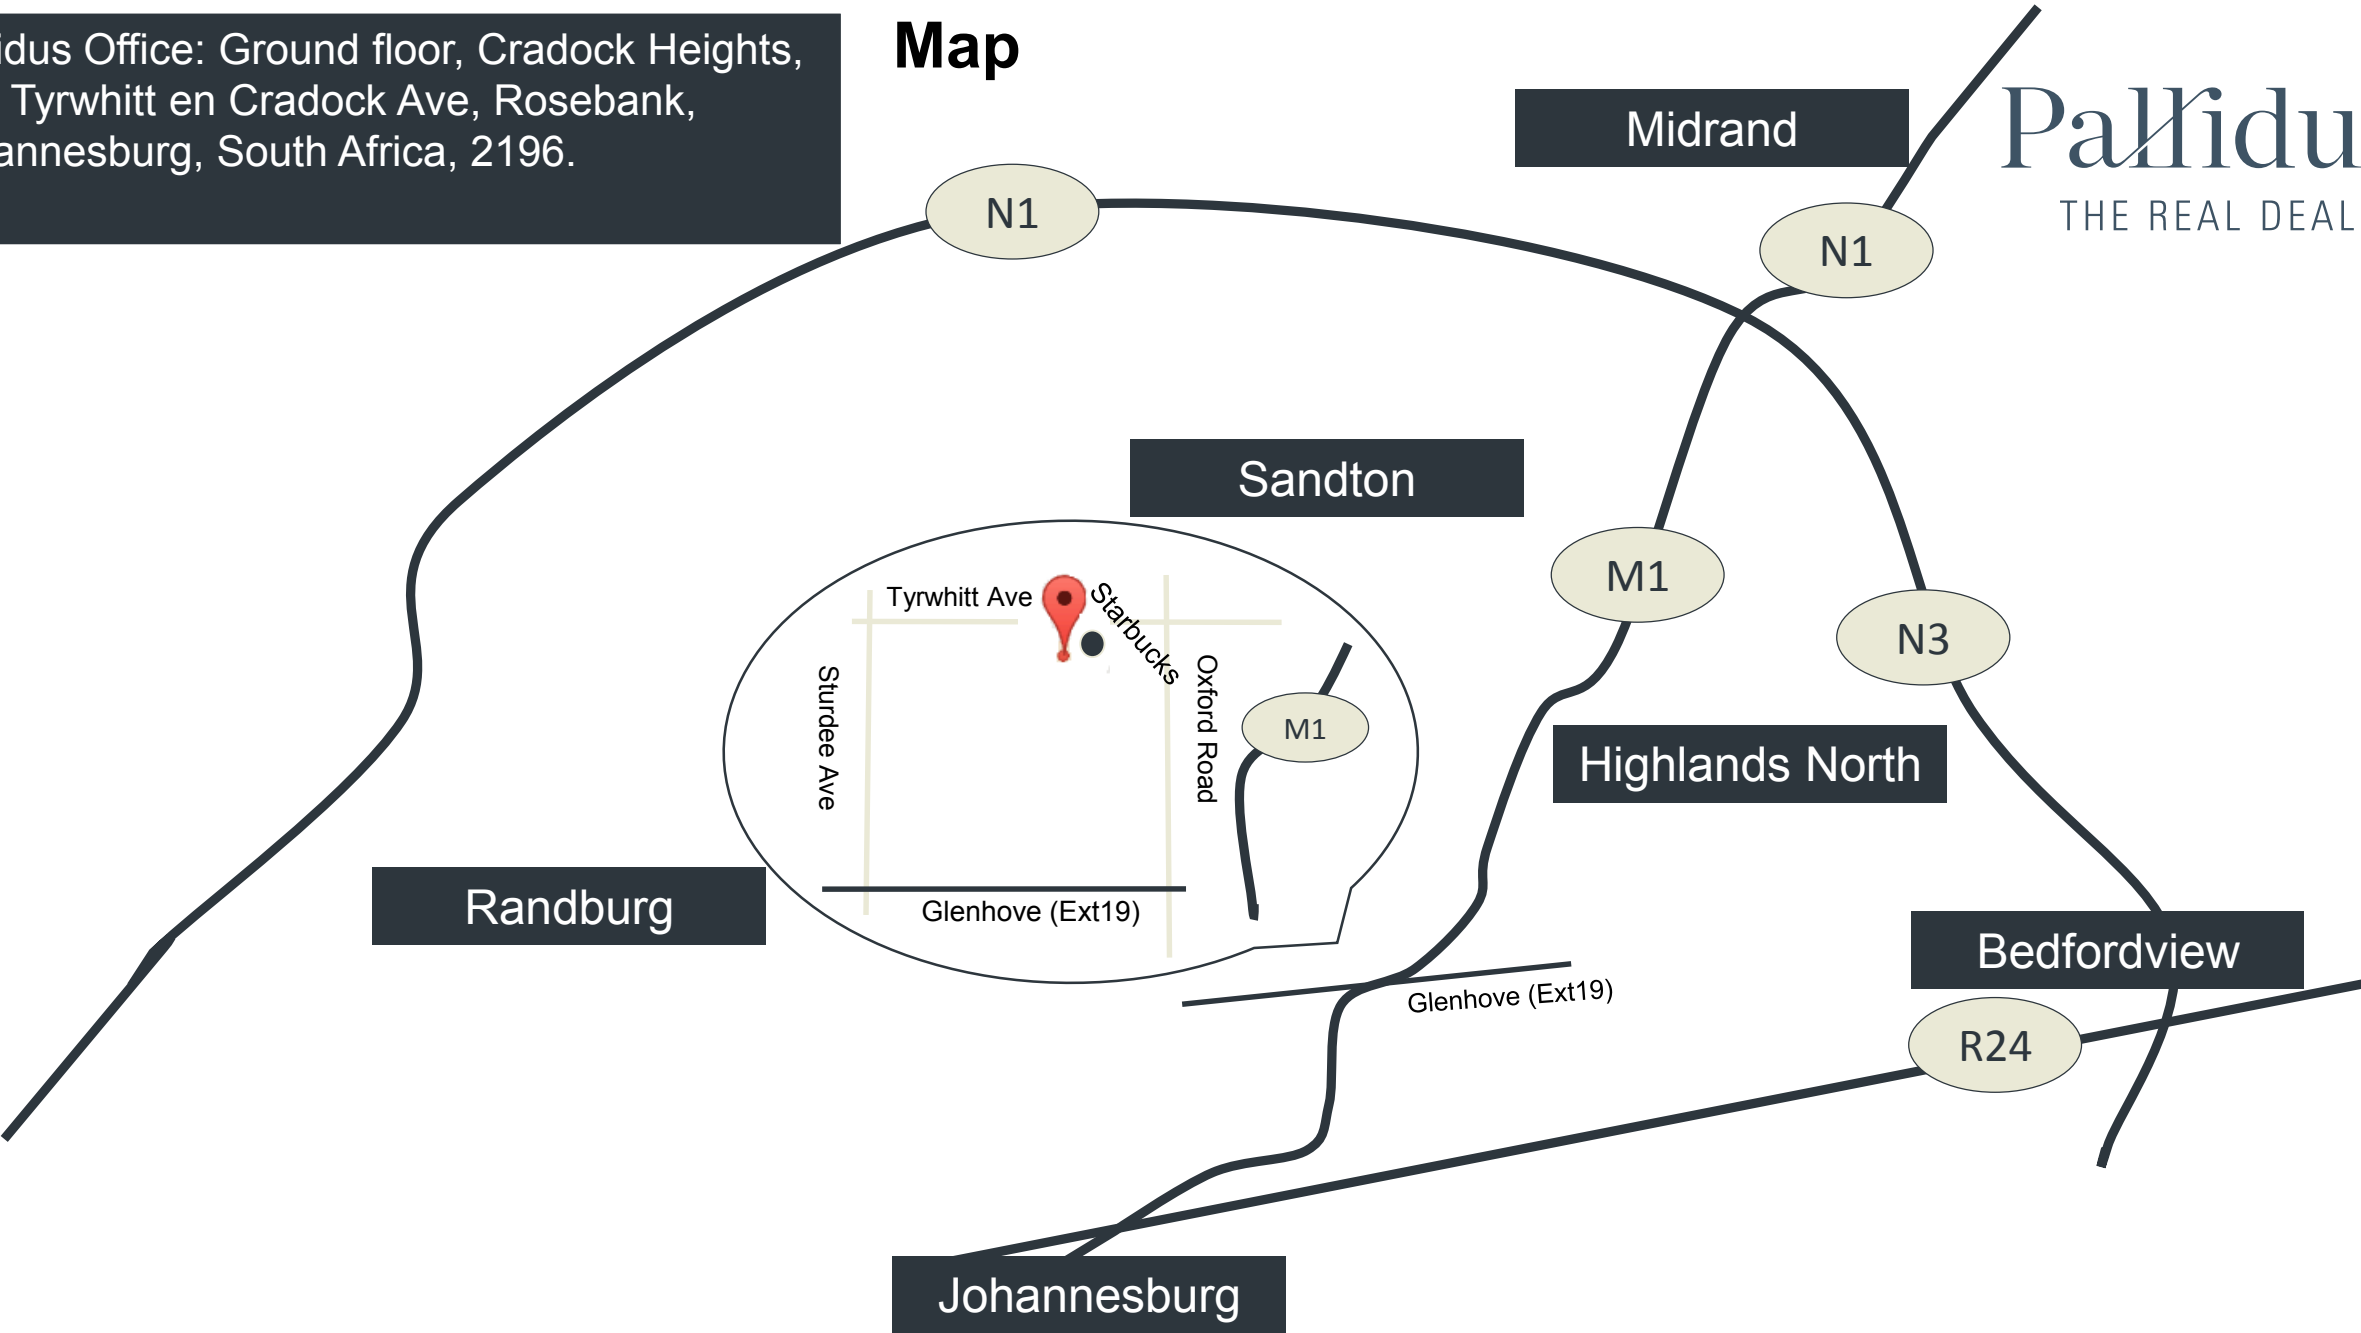 idus Office: Ground floor, Cradock Heights,
Tyrwhitt en Cradock Ave, Rosebank,
annesburg, South Africa, 2196.
Map
Midrand
Pallidu
THE REAL DEAL
N1
N1
Sandton
M1
N3
Tyrwhitt Ave
Starbucks
Sturdee Ave
Oxford Road
M1
Highlands North
Randburg
Glenhove (Ext19)
Bedfordview
Glenhove (Ext19)
R24
Johannesburg